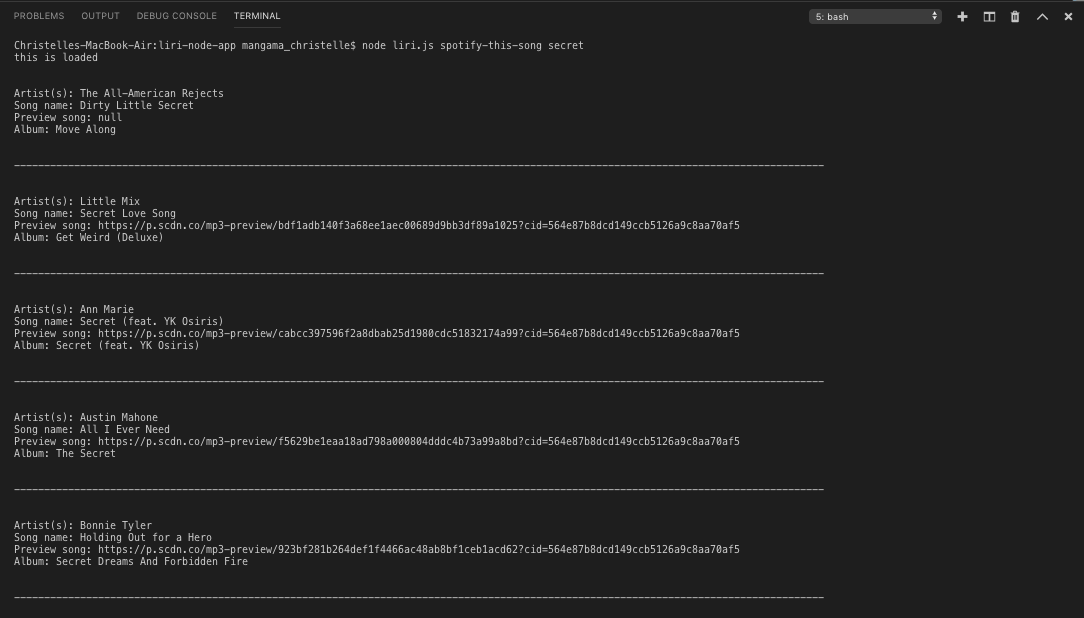 PROBLEMS OUTPUT DEBUG CONSOLE TERMINAL 5: bash
Christelles-MacBook-Air:liri-node-app mangama_christelle$ node liri.js spotify-this-song secret
this is loaded
Artist(s): The All-American Rejects
Song name: Dirty Little Secret
Preview song: null
Album: Move Along
---------------------------------------------------------------------------------------------------------------------------------------
Artist(s): Little Mix
Song name: Secret Love Song
Preview song: https://p.scdn.co/mp3-preview/bdf1adb140f3a68ee1aec00689d9bb3df89a1025?cid=564e87b8dcd149ccb5126a9c8aa70af5
Album: Get Weird (Deluxe)
---------------------------------------------------------------------------------------------------------------------------------------
Artist(s): Ann Marie
Song name: Secret (feat. YK Osiris)
Preview song: https://p.scdn.co/mp3-preview/cabcc397596f2a8dbab25d1980cdc51832174a99?cid=564e87b8dcd149ccb5126a9c8aa70af5
Album: Secret (feat. YK Osiris)
---------------------------------------------------------------------------------------------------------------------------------------
Artist(s): Austin Mahone
Song name: All I Ever Need
Preview song: https://p.scdn.co/mp3-preview/f5629be1eaa18ad798a000804dddc4b73a99a8bd?cid=564e87b8dcd149ccb5126a9c8aa70af5
Album: The Secret
---------------------------------------------------------------------------------------------------------------------------------------
Artist(s): Bonnie Tyler
Song name: Holding Out for a Hero
Preview song: https://p.scdn.co/mp3-preview/923bf281b264def1f4466ac48ab8bf1ceb1acd62?cid=564e87b8dcd149ccb5126a9c8aa70af5
Album: Secret Dreams And Forbidden Fire
---------------------------------------------------------------------------------------------------------------------------------------